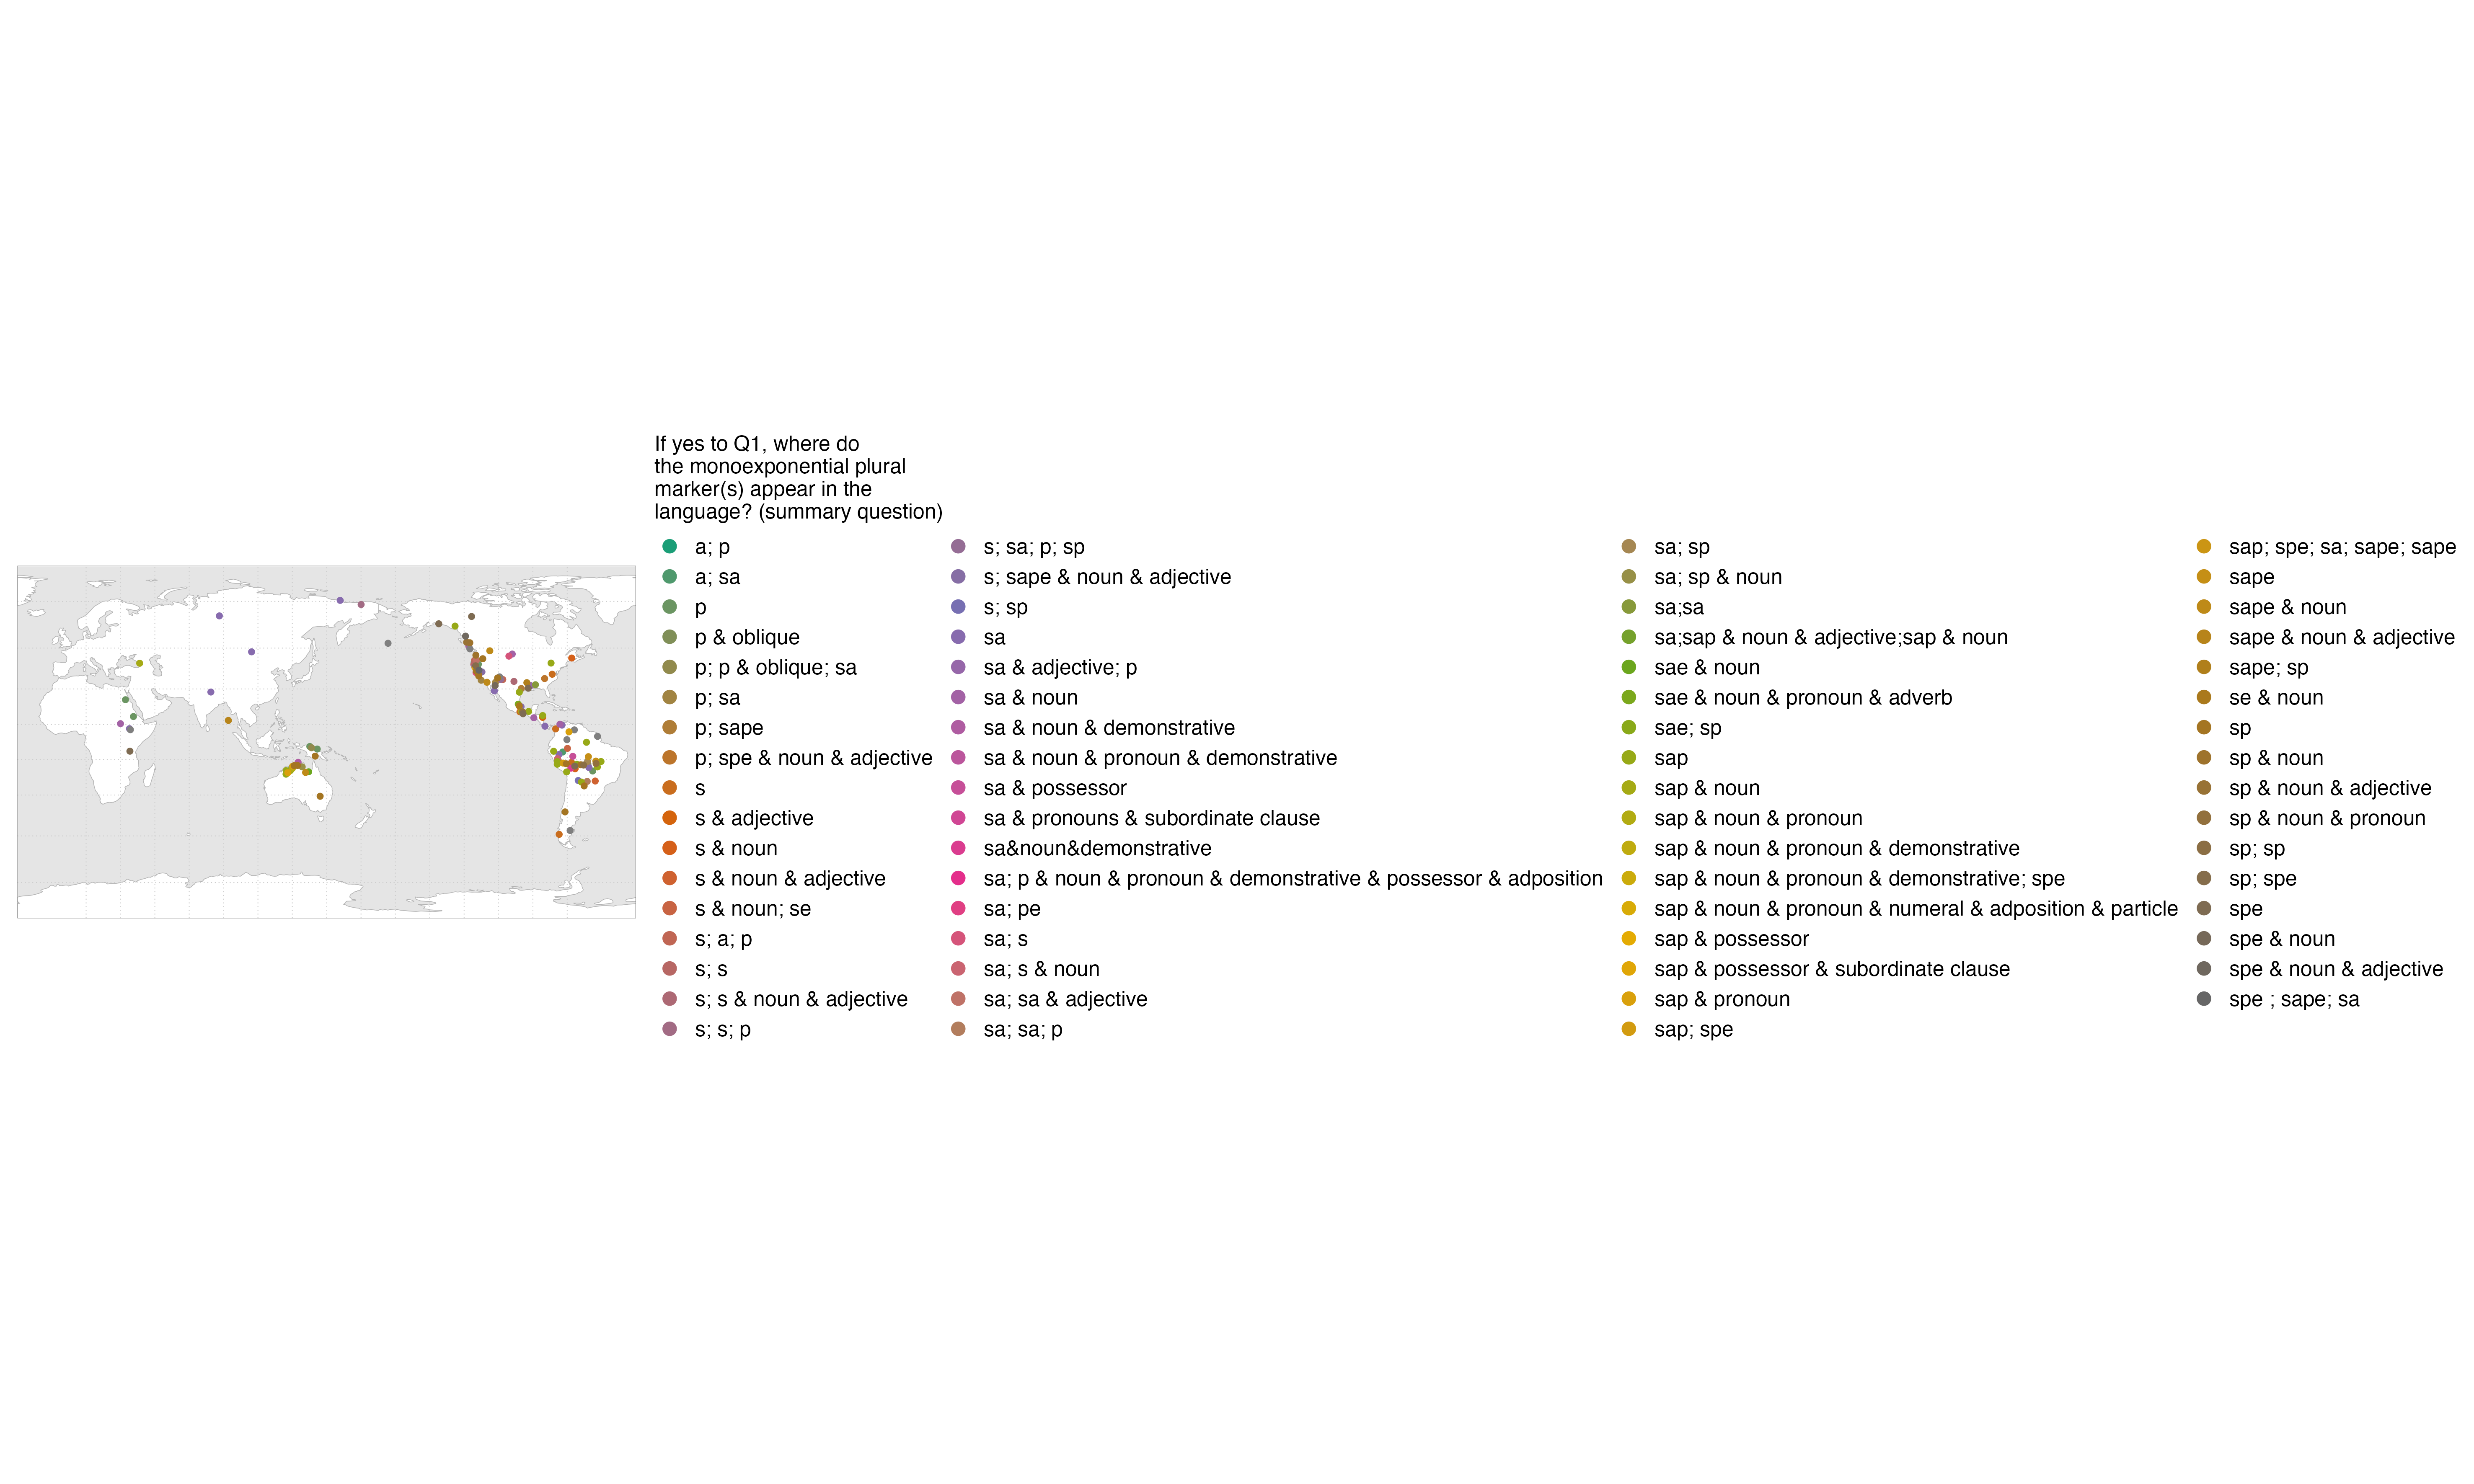 If yes to Q1, where do
the monoexponential plural
marker(s) appear in the
language? (summary question)
a; p
a; sa
p
p & oblique
p; p & oblique; sa
p; sa
p; sape
p; spe & noun & adjective
s
s & adjective
s & noun
s & noun & adjective
s & noun; se
s; a; p
s; s
s; s & noun & adjective
s; s; p
s; sa; p; sp
s; sape & noun & adjective
s; sp
sa
sa & adjective; p
sa & noun
sa & noun & demonstrative
sa & noun & pronoun & demonstrative
sa & possessor
sa & pronouns & subordinate clause
sa&noun&demonstrative
sa; p & noun & pronoun & demonstrative & possessor & adposition
sa; pe
sa; s
sa; s & noun
sa; sa & adjective
sa; sa; p
sa; sp
sa; sp & noun
sa;sa
sa;sap & noun & adjective;sap & noun
sae & noun
sae & noun & pronoun & adverb
sae; sp
sap
sap & noun
sap & noun & pronoun
sap & noun & pronoun & demonstrative
sap & noun & pronoun & demonstrative; spe
sap & noun & pronoun & numeral & adposition & particle
sap & possessor
sap & possessor & subordinate clause
sap & pronoun
sap; spe
sap; spe; sa; sape; sape
sape
sape & noun
sape & noun & adjective
sape; sp
se & noun
sp
sp & noun
sp & noun & adjective
sp & noun & pronoun
sp; sp
sp; spe
spe
spe & noun
spe & noun & adjective
spe ; sape; sa